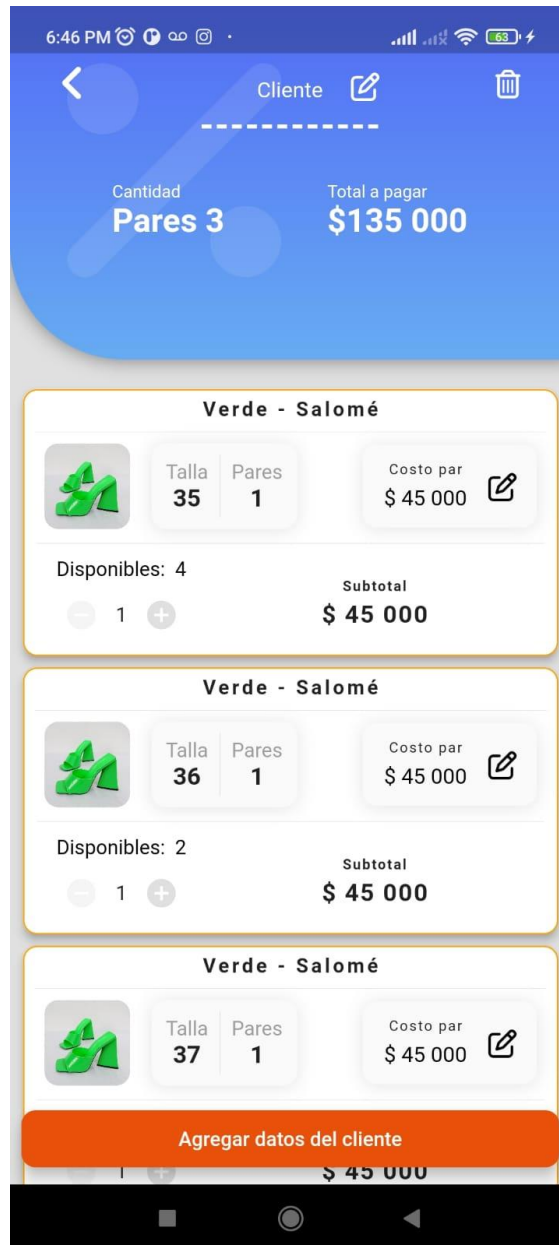 6:46 PM
63
Cliente
Cantidad Total a pagar
Pares 3 $135 000
Verde - Salomé
Talla Pares Costo par
35 1 $ 45 000
Disponibles: 4
Subtotal
1 $ 45 000
Verde - Salomé
Talla Pares Costo par
36 1 $ 45 000
Disponibles: 2
Subtotal
1 $ 45 000
Verde - Salomé
Talla Pares Costo par
37 1 $ 45 000
Agregar datos del cliente
1 $ 45 000